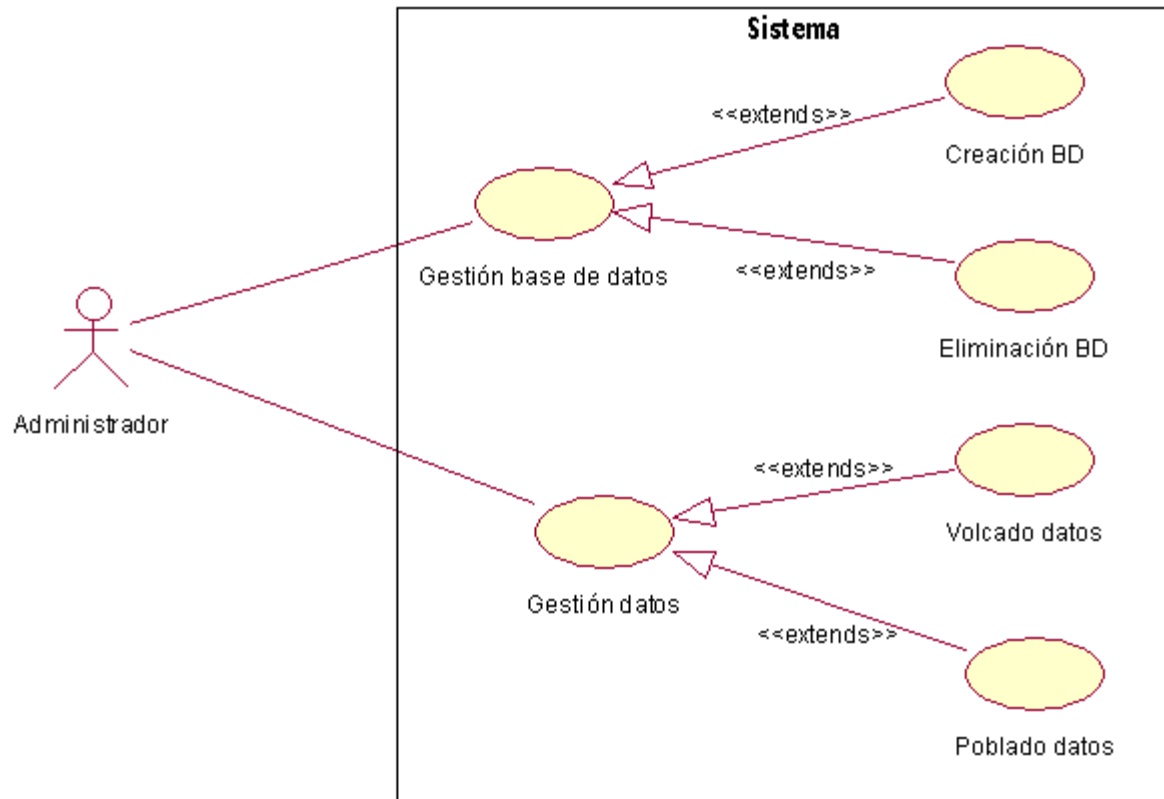 Sistema
<<extends>>
Creación BD
Gestión base de datos
<<extends>>
Eliminación BD
Administrador
<<extends>>
Volcado datos
Gestión datos
<<extends>>
Poblado datos